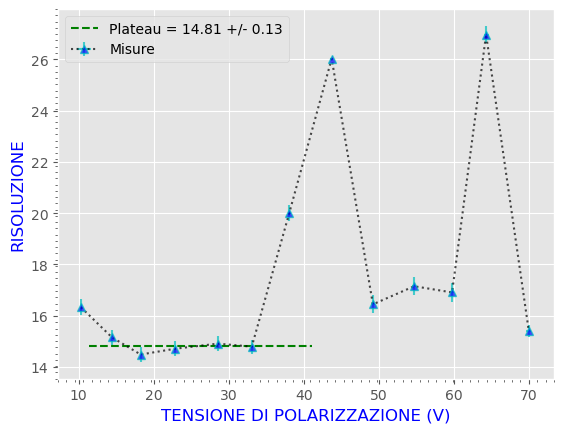 Plateau = 14.81 +/- 0.13
Misure
RISOLUZIONE
26
24
22
20
18
16
14
10 20 30 40 50 60 70
TENSIONE DI POLARIZZAZIONE (V)